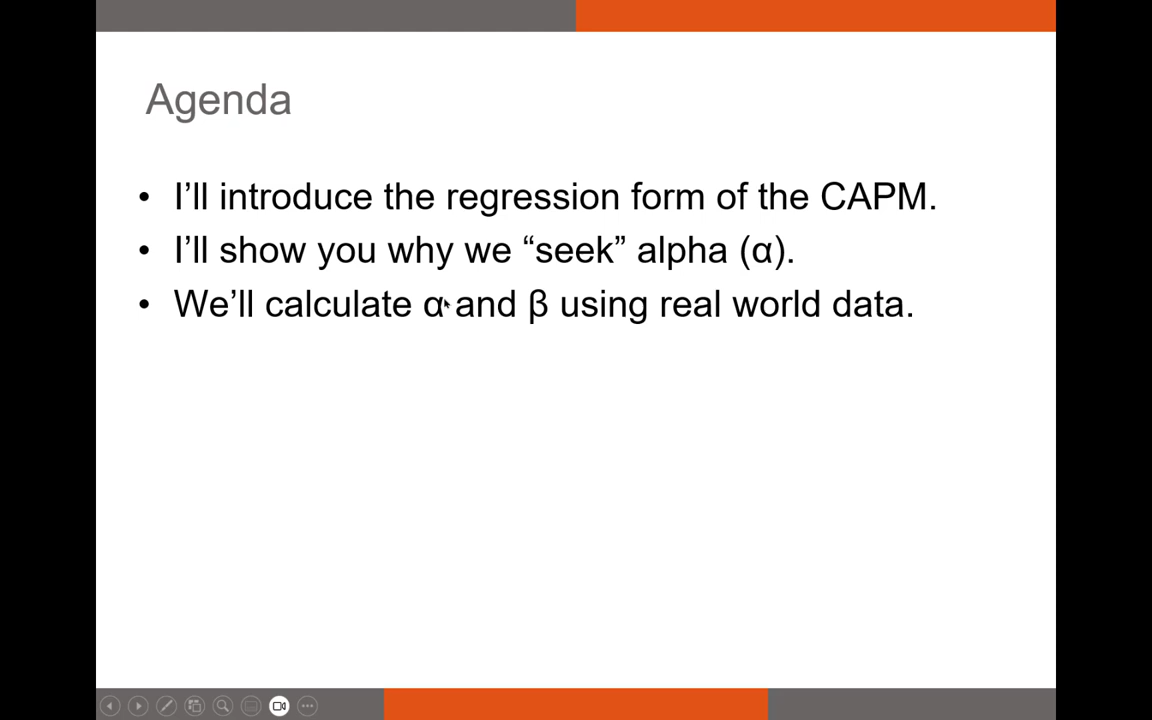 Agenda
• I’ll introduce the regression form of the CAPM.
• I’ll show you why we “seek” alpha (α).
• We’ll calculate α and β using real world data.